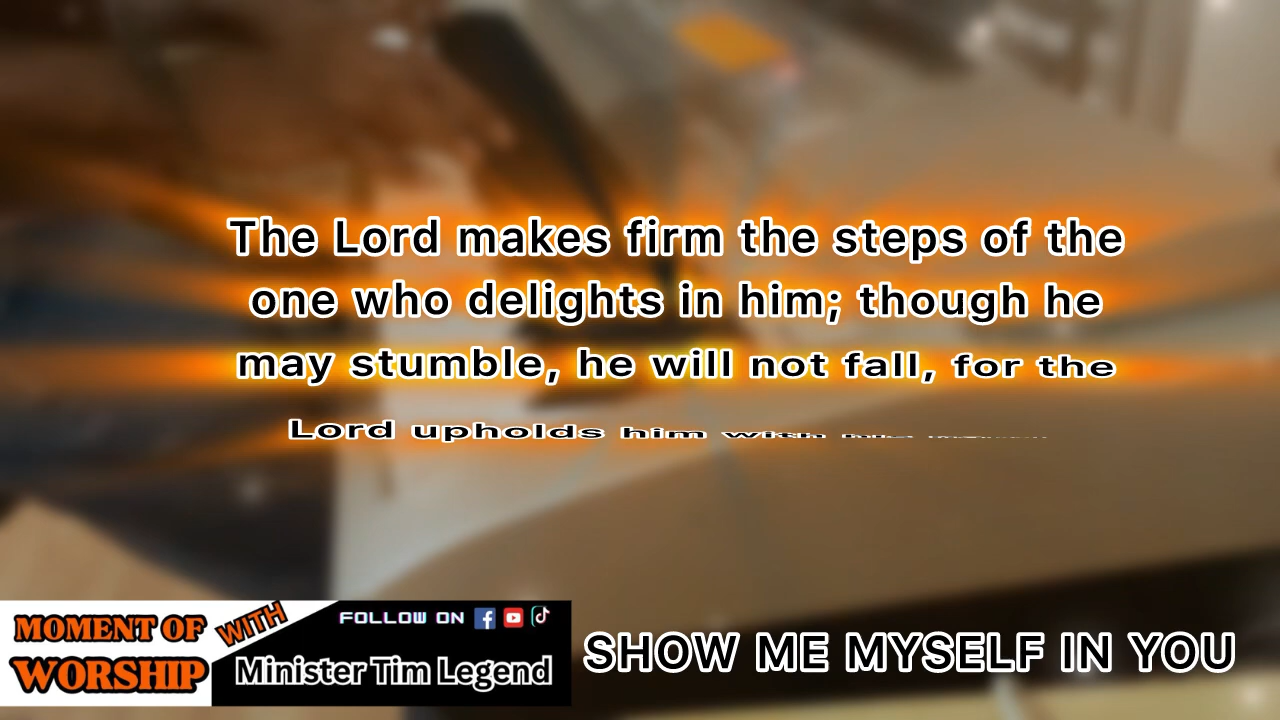 The Lord makes firm the steps of the
one who delights in him; though he
may stumble, he will not fall, for the
Lord upholds him with
MOMENT OF
WORSHIP
WITH
FOLLOW ON
Minister Tim Legend
SHOW ME MYSELF IN YOU